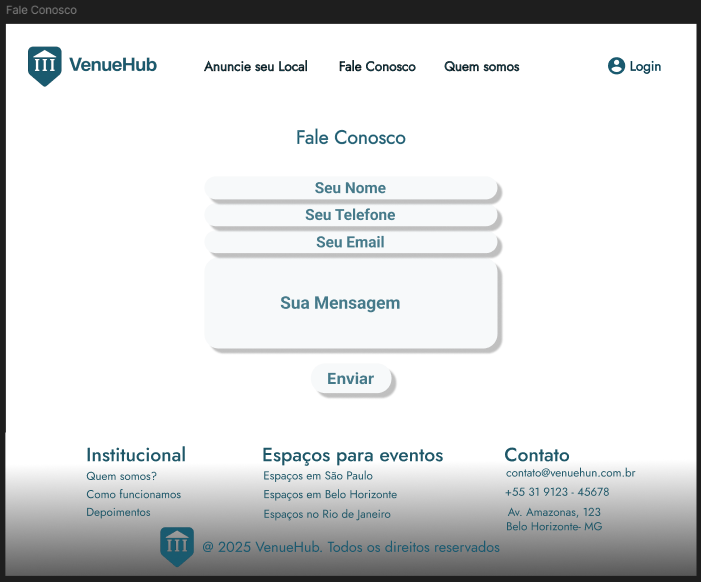 Fale Conosco
VenueHub
Anuncie seu Local
Fale Conosco
Quem somos
Login
Fale Conosco
Seu Nome
Seu Telefone
Seu Email
Sua Mensagem
Enviar
Institucional
Quem somos?
Como funcionamos
Depoimentos
Espaços para eventos
Espaços em São Paulo
Espaços em Belo Horizonte
Espaços no Rio de Janeiro
Contato
contato@venuehun.com.br
+55 31 9123 - 45678
Av. Amazonas, 123
Belo Horizonte- MG
@ 2025 VenueHub. Todos os direitos reservados